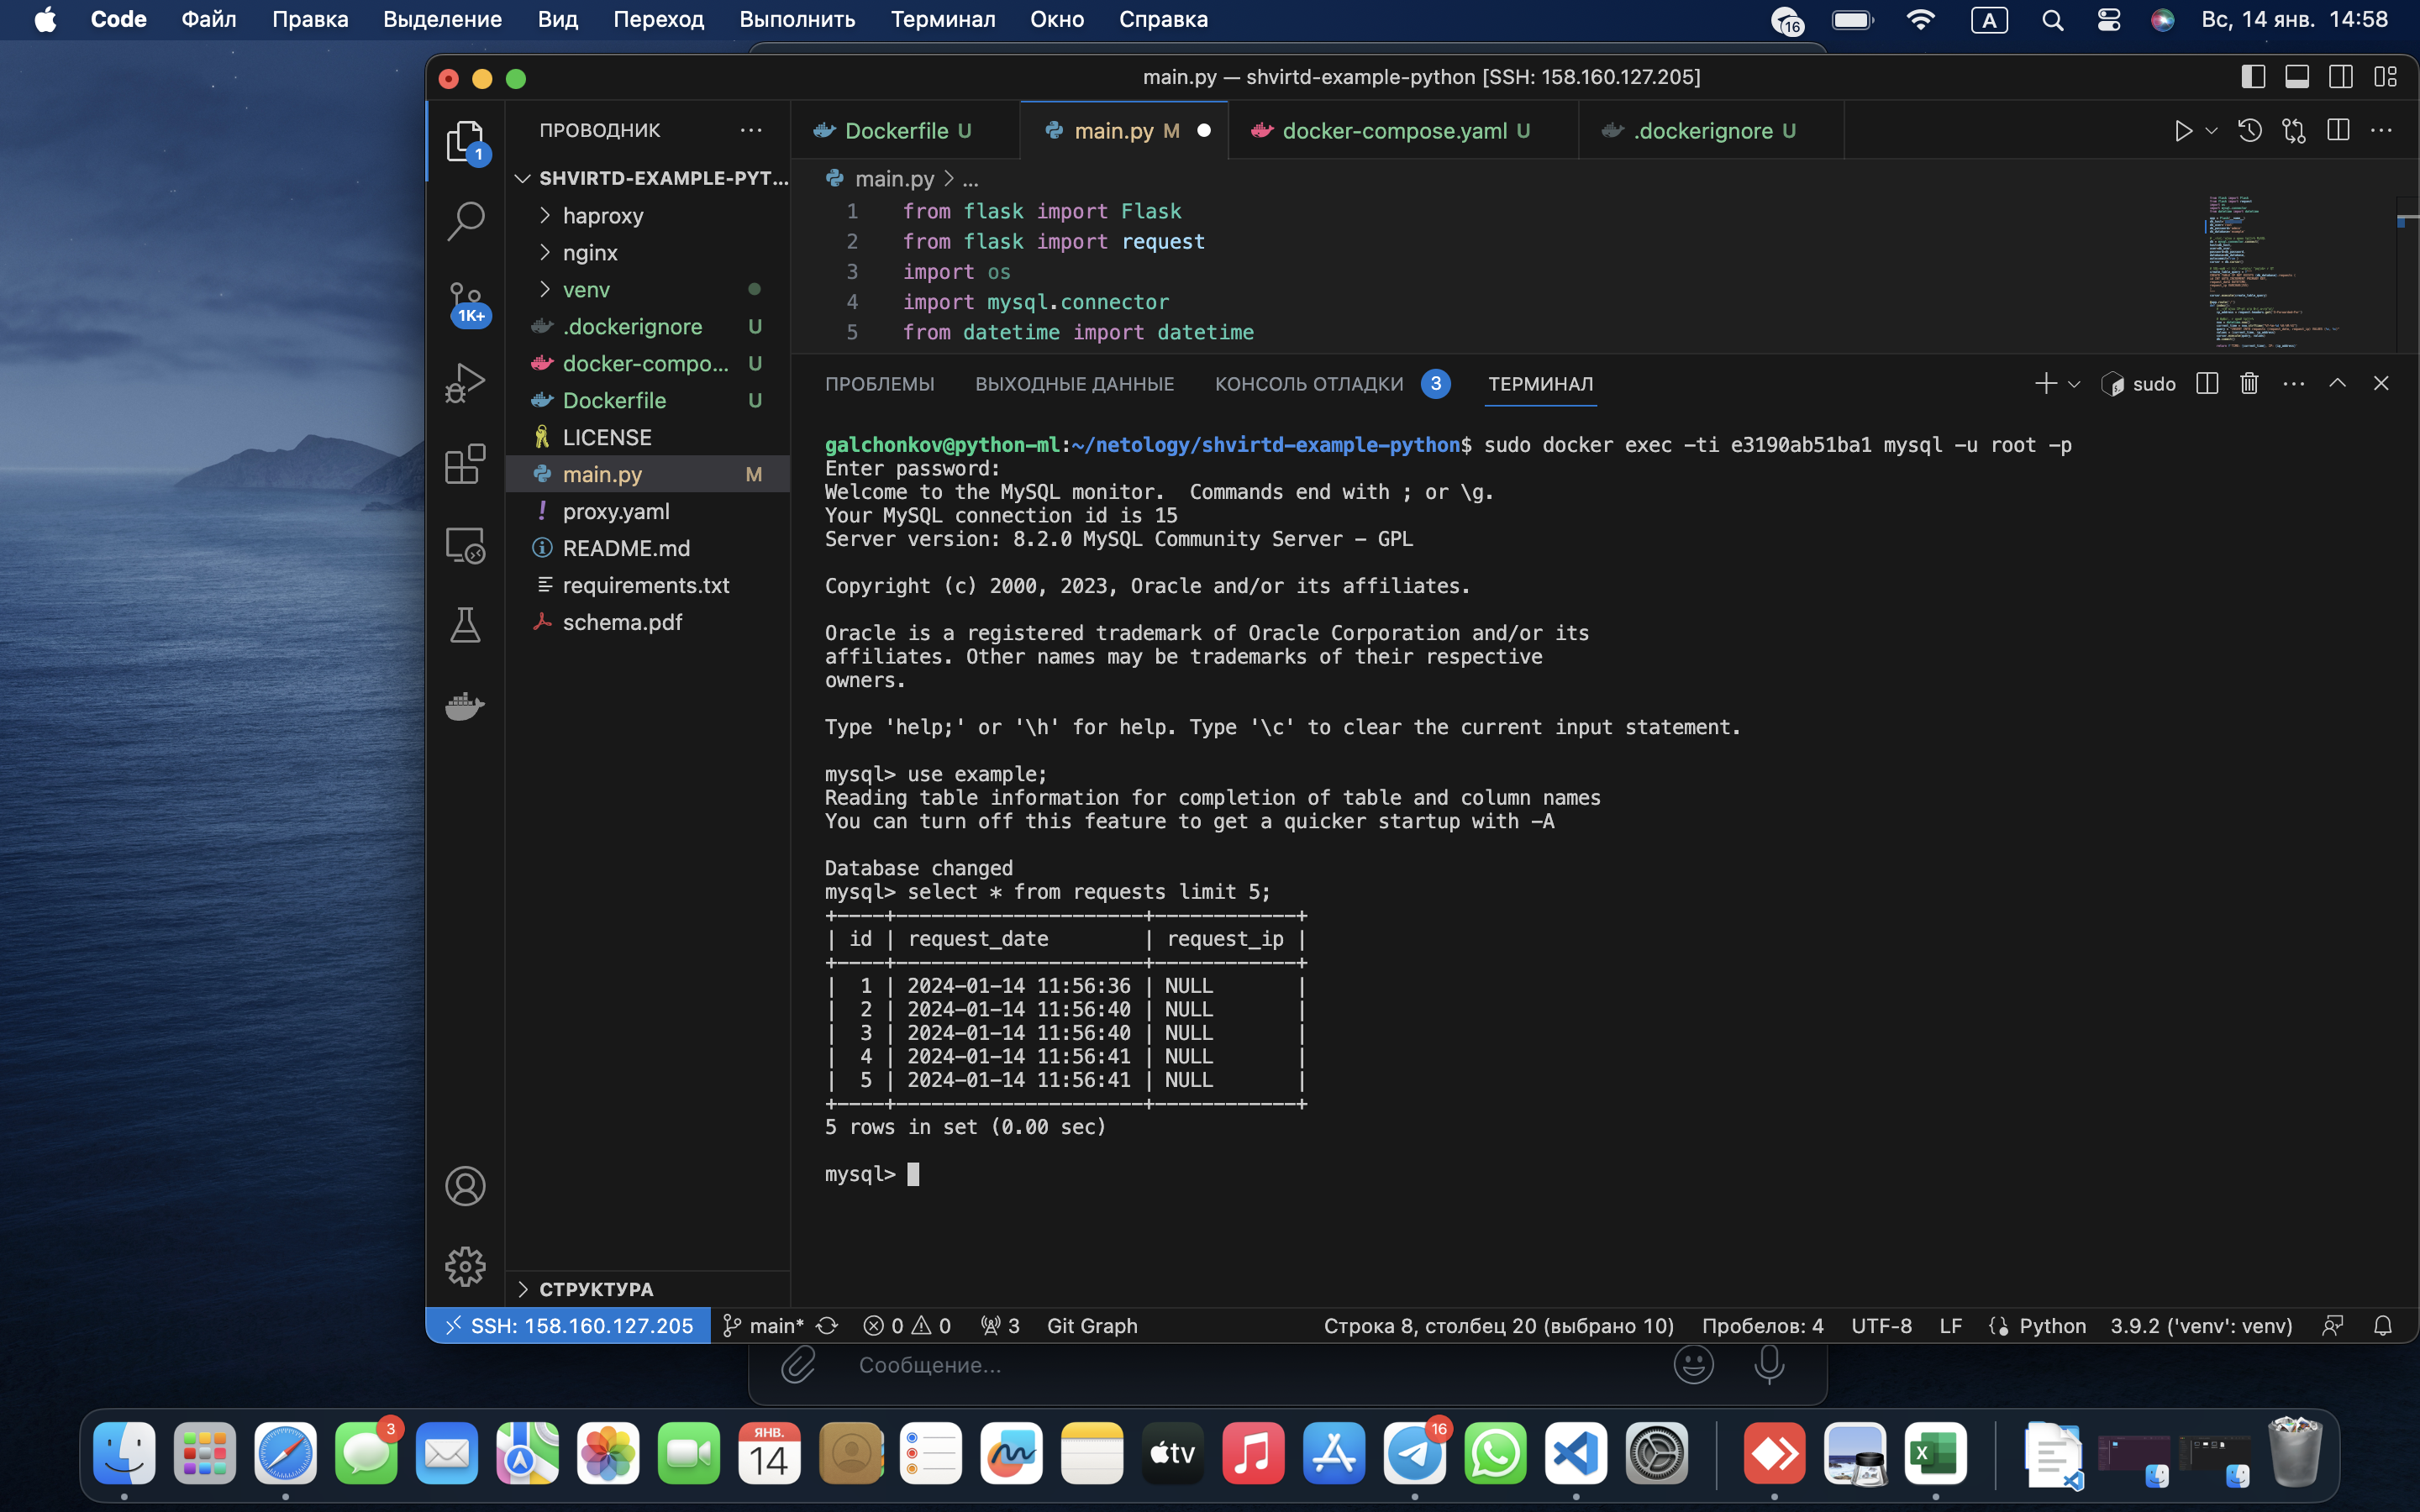 Code Файл Правка Выделение Вид Переход Выполнить Терминал Окно Справка 16 A Вс, 14 янв. 14:58
main.py — shvirtd-example-python [SSH: 158.160.127.205]
ПРОВОДНИК
Dockerfile U main.py M docker-compose.yaml U .dockerignore U
SHVIRTD-EXAMPLE-PYT...
haproxy
nginx
venv
.dockerignore U
docker-compo... U
Dockerfile U
LICENSE
main.py M
proxy.yaml
README.md
requirements.txt
schema.pdf
СТРУКТУРА
1
1K+
main.py > ...
1 from flask import Flask
2 from flask import request
3 import os
4 import mysql.connector
5 from datetime import datetime
ПРОБЛЕМЫ ВЫХОДНЫЕ ДАННЫЕ КОНСОЛЬ ОТЛАДКИ 3 ТЕРМИНАЛ sudo
galchonkov@python-ml:~/netology/shvirtd-example-python$ sudo docker exec -ti e3190ab51ba1 mysql -u root -p
Enter password:
Welcome to the MySQL monitor.  Commands end with ; or \g.
Your MySQL connection id is 15
Server version: 8.2.0 MySQL Community Server - GPL
Copyright (c) 2000, 2023, Oracle and/or its affiliates.
Oracle is a registered trademark of Oracle Corporation and/or its
affiliates. Other names may be trademarks of their respective
owners.
Type 'help;' or '\h' for help. Type '\c' to clear the current input statement.
mysql> use example;
Reading table information for completion of table and column names
You can turn off this feature to get a quicker startup with -A
Database changed
mysql> select * from requests limit 5;
+----+---------------------+------------+
| id | request_date        | request_ip |
+----+---------------------+------------+
|  1 | 2024-01-14 11:56:36 | NULL       |
|  2 | 2024-01-14 11:56:40 | NULL       |
|  3 | 2024-01-14 11:56:40 | NULL       |
|  4 | 2024-01-14 11:56:41 | NULL       |
|  5 | 2024-01-14 11:56:41 | NULL       |
+----+---------------------+------------+
5 rows in set (0.00 sec)
mysql>
SSH: 158.160.127.205 main* 0 0 3 Git Graph Строка 8, столбец 20 (выбрано 10) Пробелов: 4 UTF-8 LF Python 3.9.2 ('venv': venv)
Сообщение...
3 ЯНВ. 14 tv 16 X